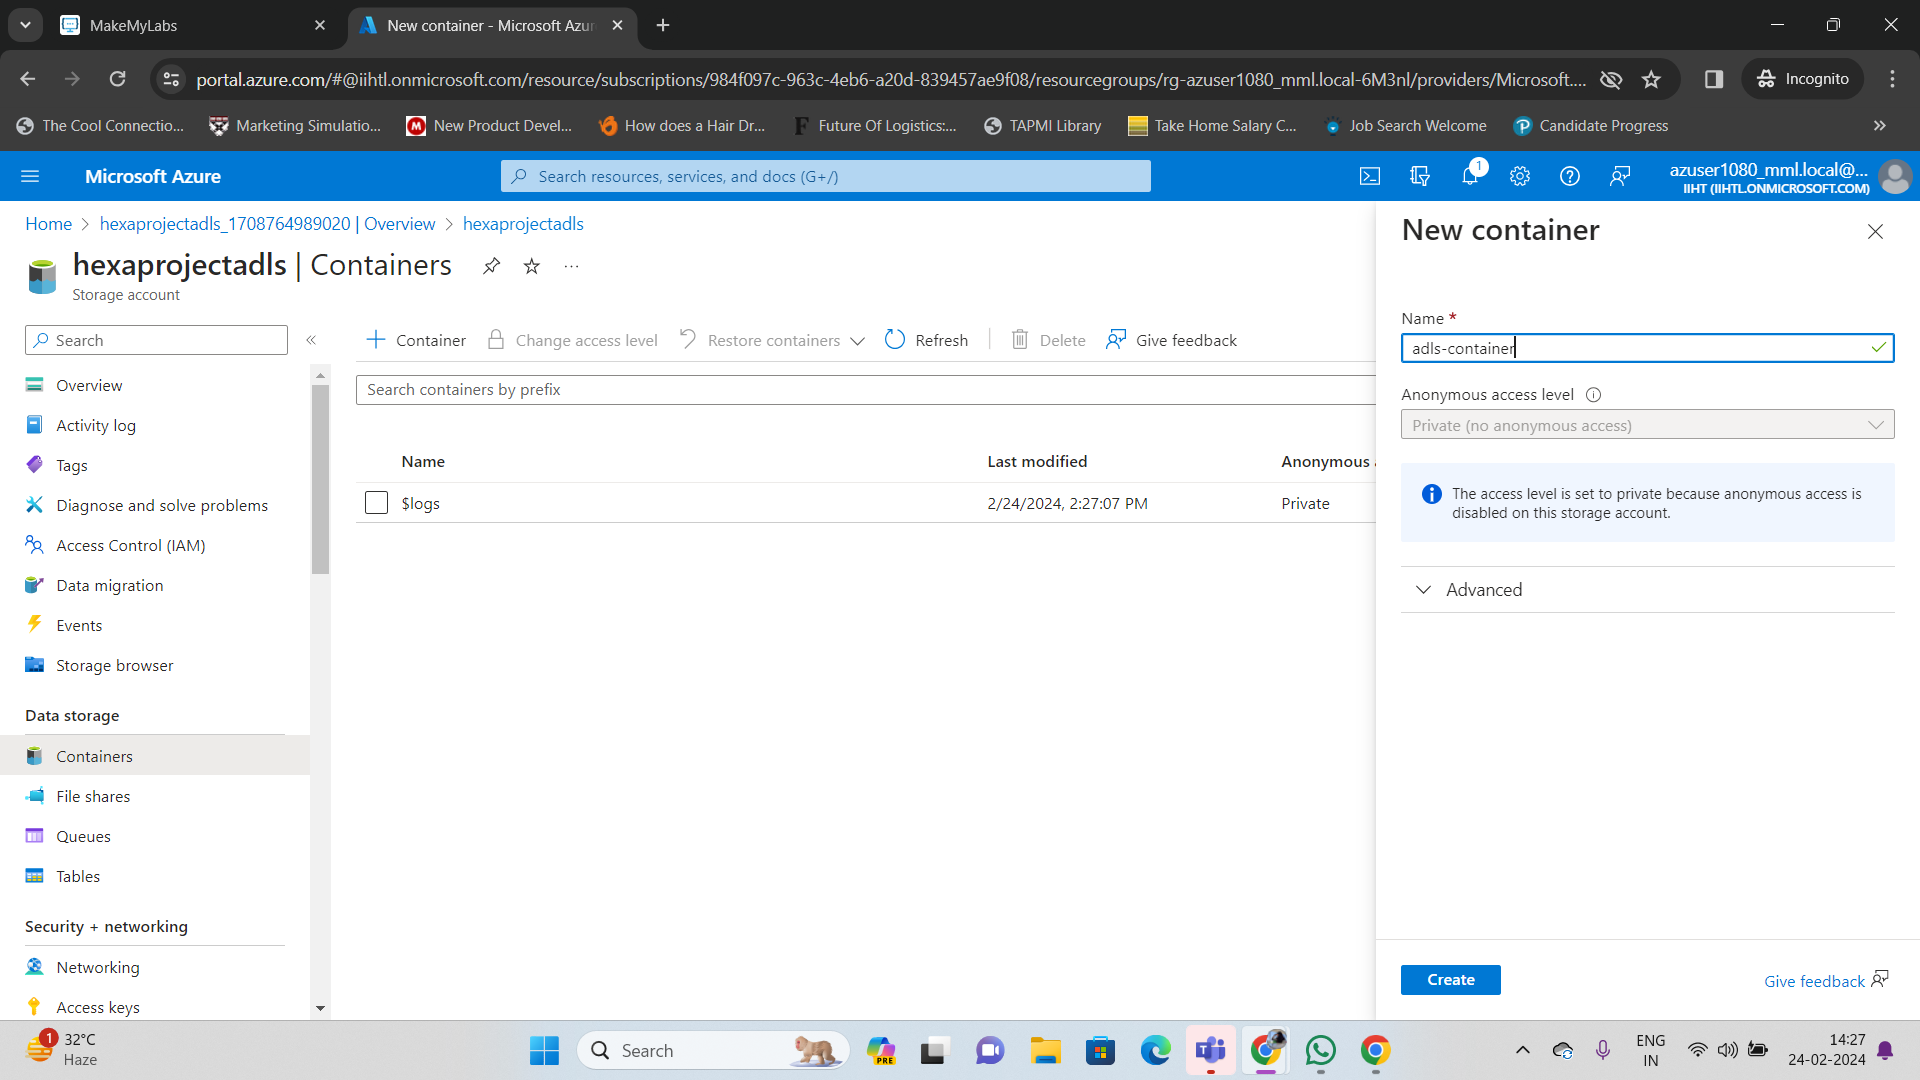 MakeMyLabs
New container - Microsoft Azu
portal.azure.com/#@iihtl.onmicrosoft.com/resource/subscriptions/984f097c-963c-4eb6-a20d-839457ae9f08/resourcegroups/rg-azuser1080_mml.local-6M3nl/providers/Microsoft....
Incognito
The Cool Connectio...
Marketing Simulatio...
New Product Devel...
How does a Hair Dr...
Future Of Logistics:...
TAPMI Library
Take Home Salary C...
Job Search Welcome
Candidate Progress
Microsoft Azure
Search resources, services, and docs (G+/)
1
azuser1080_mml.local@...
IIHT (IIHTL.ONMICROSOFT.COM)
Home > hexaprojectadls_1708764989020 | Overview > hexaprojectadls
hexaprojectadls | Containers
Storage account
Search
Overview
Activity log
Tags
Diagnose and solve problems
Access Control (IAM)
Data migration
Events
Storage browser
Data storage
Containers
File shares
Queues
Tables
Security + networking
Networking
Access keys
Container
Change access level
Restore containers
Refresh
Delete
Give feedback
Search containers by prefix
Name Last modified Anonymous
$logs 2/24/2024, 2:27:07 PM Private
New container
Name *
adls-container
Anonymous access level
Private (no anonymous access)
The access level is set to private because anonymous access is
disabled on this storage account.
Advanced
Create
Give feedback
1
32°C
Haze
Search
PRE
ENG
IN
14:27
24-02-2024